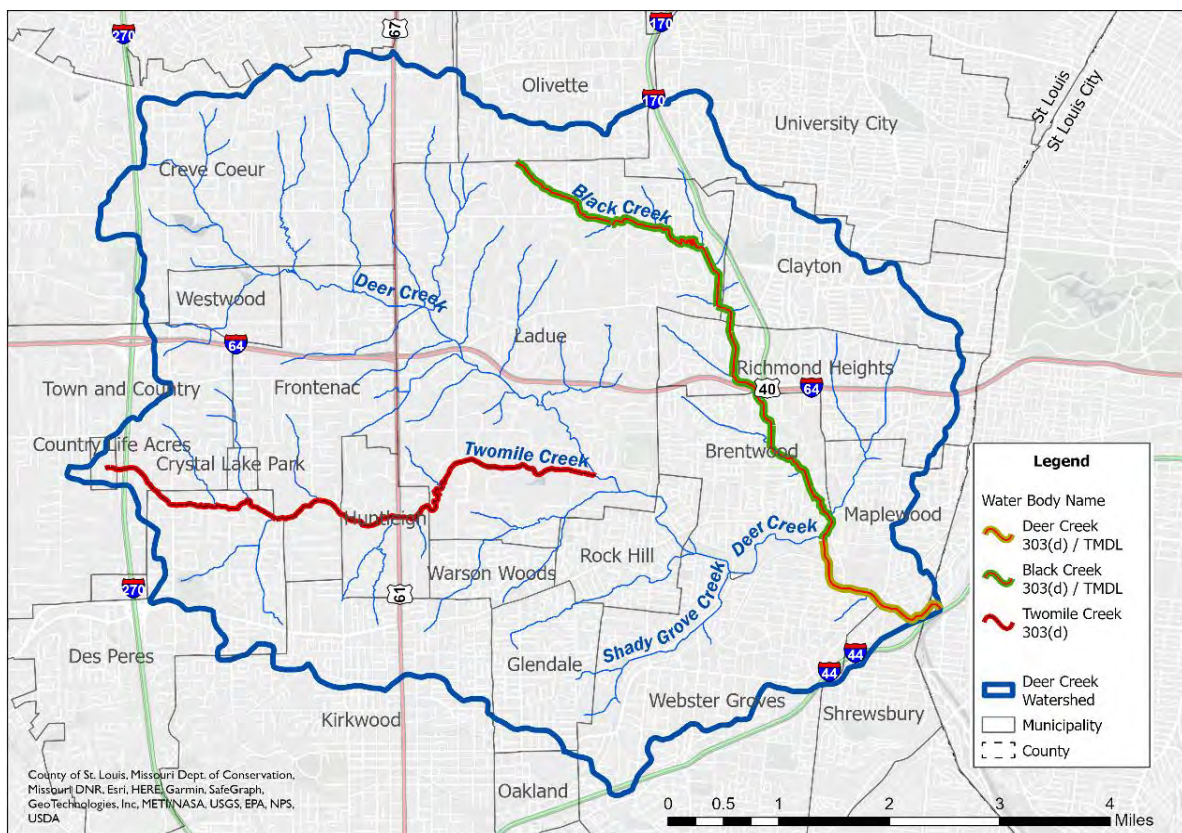 270
67
170
Olivette
170
St Louis
St Louis City
University City
Creve Coeur
Black Creek
Clayton
Westwood
Deer Creek
Ladue
64
Richmond Heights
Town and Country
Frontenac
40
64
Country Life Acres
Crystal Lake Park
Twomile Creek
Brentwood
Huntleigh
Maplewood
Deer Creek
Rock Hill
Warson Woods
270
61
Shady Grove Creek
Des Peres
Glendale
44
44
Webster Groves
Shrewsbury
Kirkwood
Oakland
Legend
Water Body Name
Deer Creek
303(d) / TMDL
Black Creek
303(d) / TMDL
Twomile Creek
303(d)
Deer Creek
Watershed
Municipality
County
County of St. Louis, Missouri Dept. of Conservation,
Missouri DNR, Esri, HERE, Garmin, SafeGraph,
GeoTechnologies, Inc, METI/NASA, USGS, EPA, NPS,
USDA
0 0.5 1 2 3 4
Miles